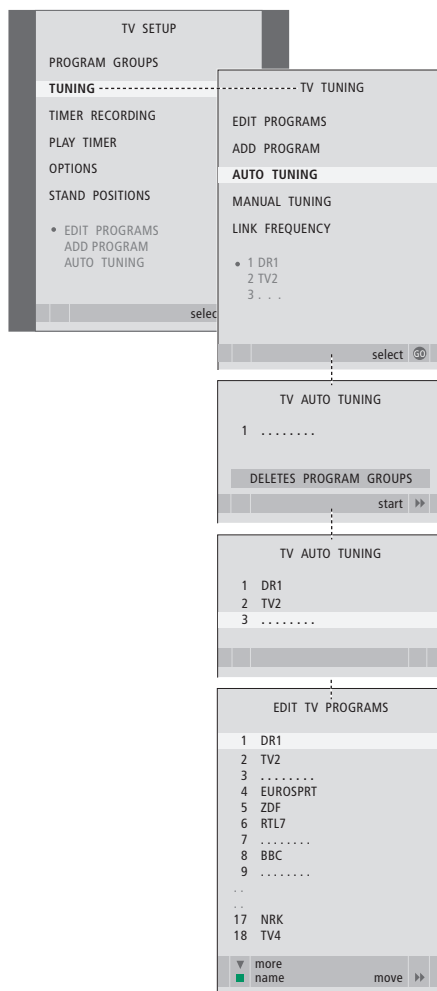 TV SETUP
PROGRAM GROUPS
TUNING
TIMER RECORDING
PLAY TIMER
OPTIONS
STAND POSITIONS
• EDIT PROGRAMS
ADD PROGRAM
AUTO TUNING
selec
TV TUNING
EDIT PROGRAMS
ADD PROGRAM
AUTO TUNING
MANUAL TUNING
LINK FREQUENCY
• 1 DR1
2 TV2
3 . . .
select GO
TV AUTO TUNING
1 ........
DELETES PROGRAM GROUPS
start
TV AUTO TUNING
1 DR1
2 TV2
3 ........
EDIT TV PROGRAMS
1 DR1
2 TV2
3 ........
4 EUROSPRT
5 ZDF
6 RTL7
7 ........
8 BBC
9 ........
. .
. .
17 NRK
18 TV4
more
name move